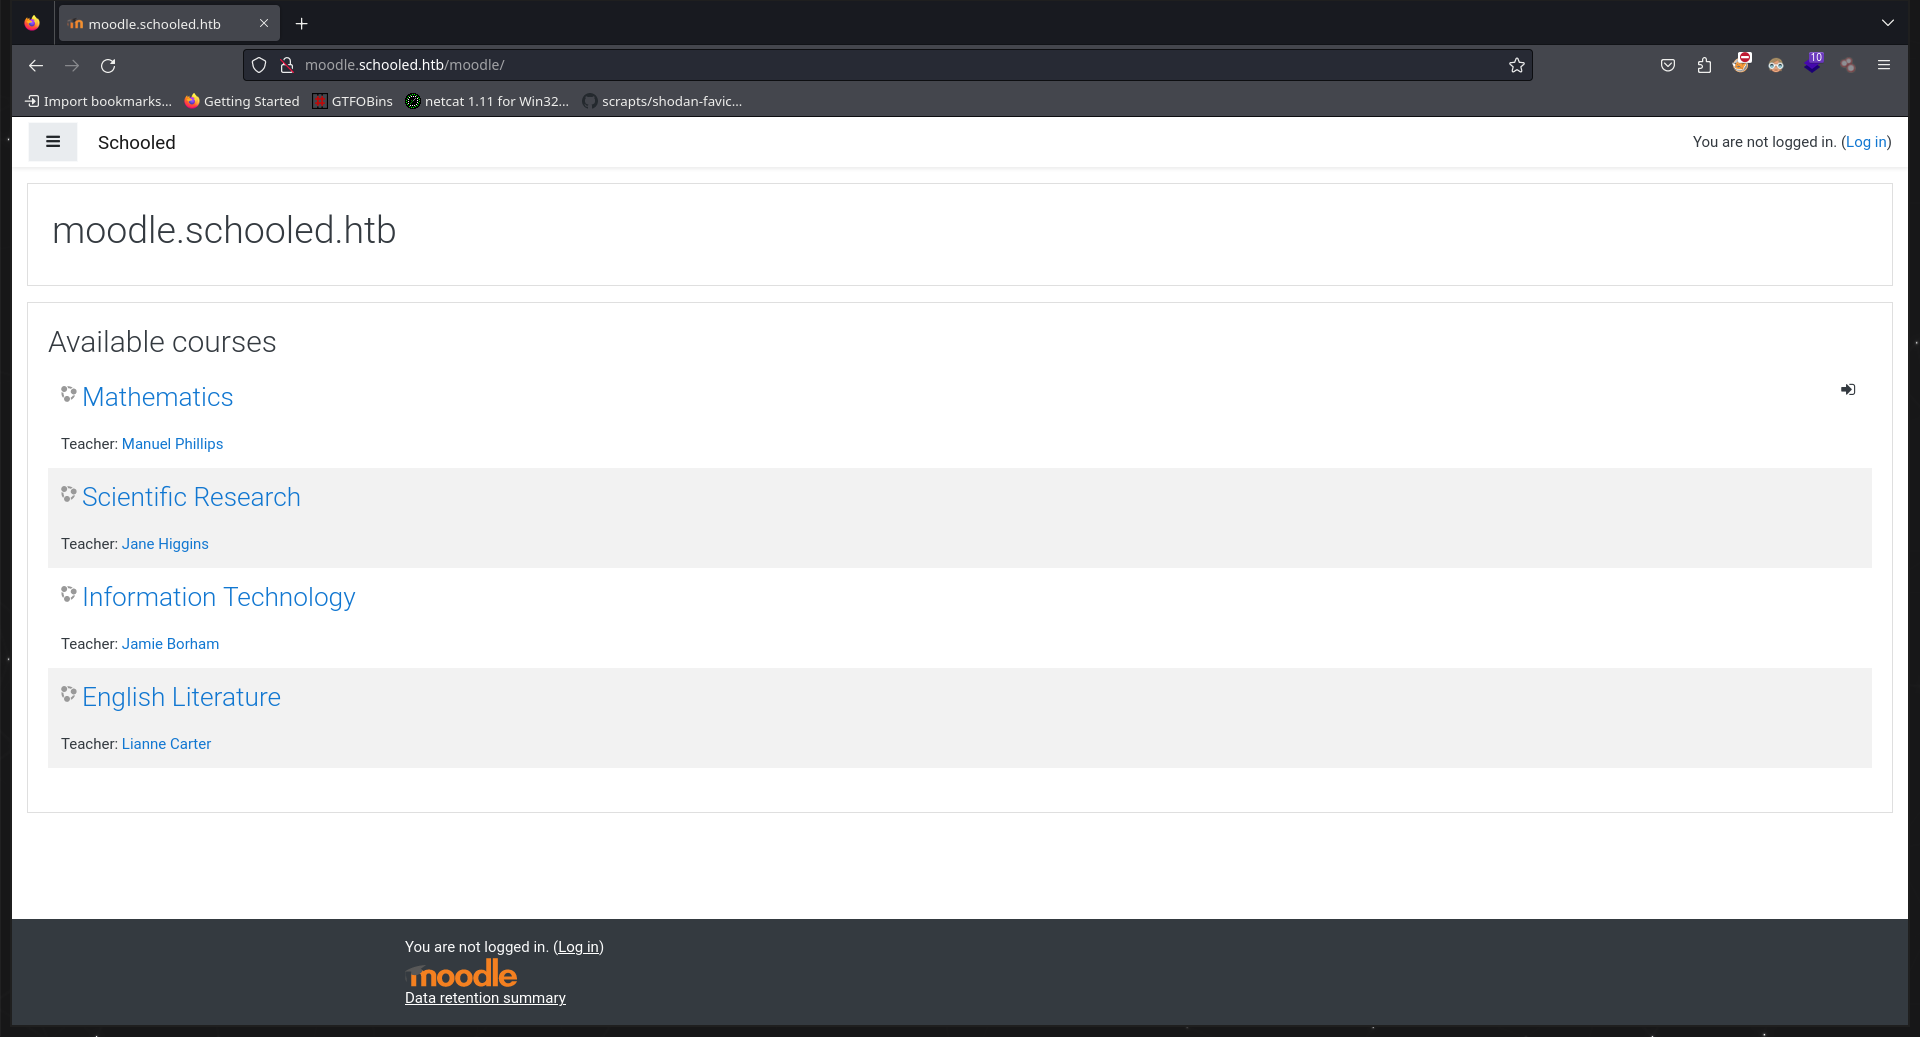 moodle.schooled.htb
moodle.schooled.htb/moodle/
10
Import bookmarks... Getting Started GTFOBins netcat 1.11 for Win32... scrapts/shodan-favic...
Schooled
You are not logged in. (Log in)
moodle.schooled.htb
Available courses
Mathematics
Teacher: Manuel Phillips
Scientific Research
Teacher: Jane Higgins
Information Technology
Teacher: Jamie Borham
English Literature
Teacher: Lianne Carter
You are not logged in. (Log in)
moodle
Data retention summary